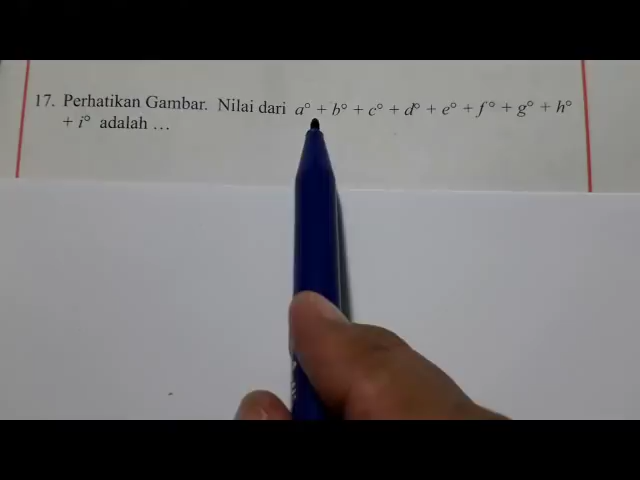 17. Perhatikan Gambar. Nilai dari a° + b° + c° + d° + e° + f° + g° + h°
+ i° adalah ...